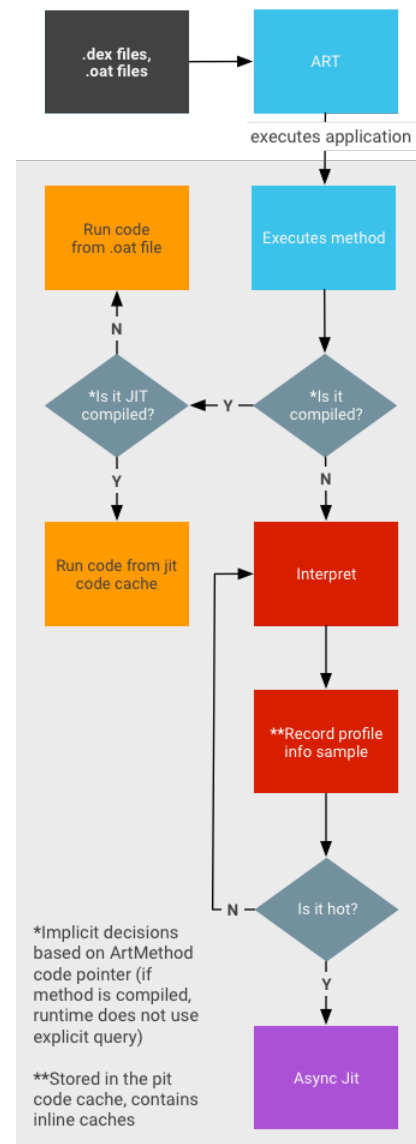 .dex files,
.oat files
ART
executes application
Run code
from .oat file
Executes method
N
*Is it JIT
compiled?
Y
*Is it
compiled?
Y
N
Run code from jit
code cache
Interpret
**Record profile
info sample
N
Is it hot?
Y
*Implicit decisions
based on ArtMethod
code pointer (if
method is compiled,
runtime does not use
explicit query)
**Stored in the pit
code cache, contains
inline caches
Async Jit